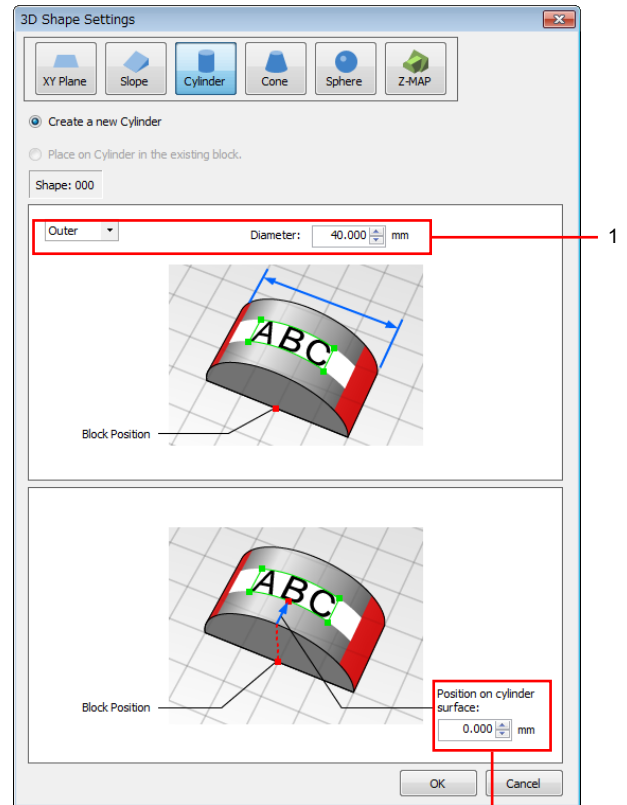 3D Shape Settings
XY Plane Slope Cylinder Cone Sphere Z-MAP
Create a new Cylinder
Place on Cylinder in the existing block.
Shape: 000
Outer Diameter: 40.000 mm
1
ABC
Block Position
ABC
Block Position
Position on cylinder
surface:
0.000 mm
OK Cancel